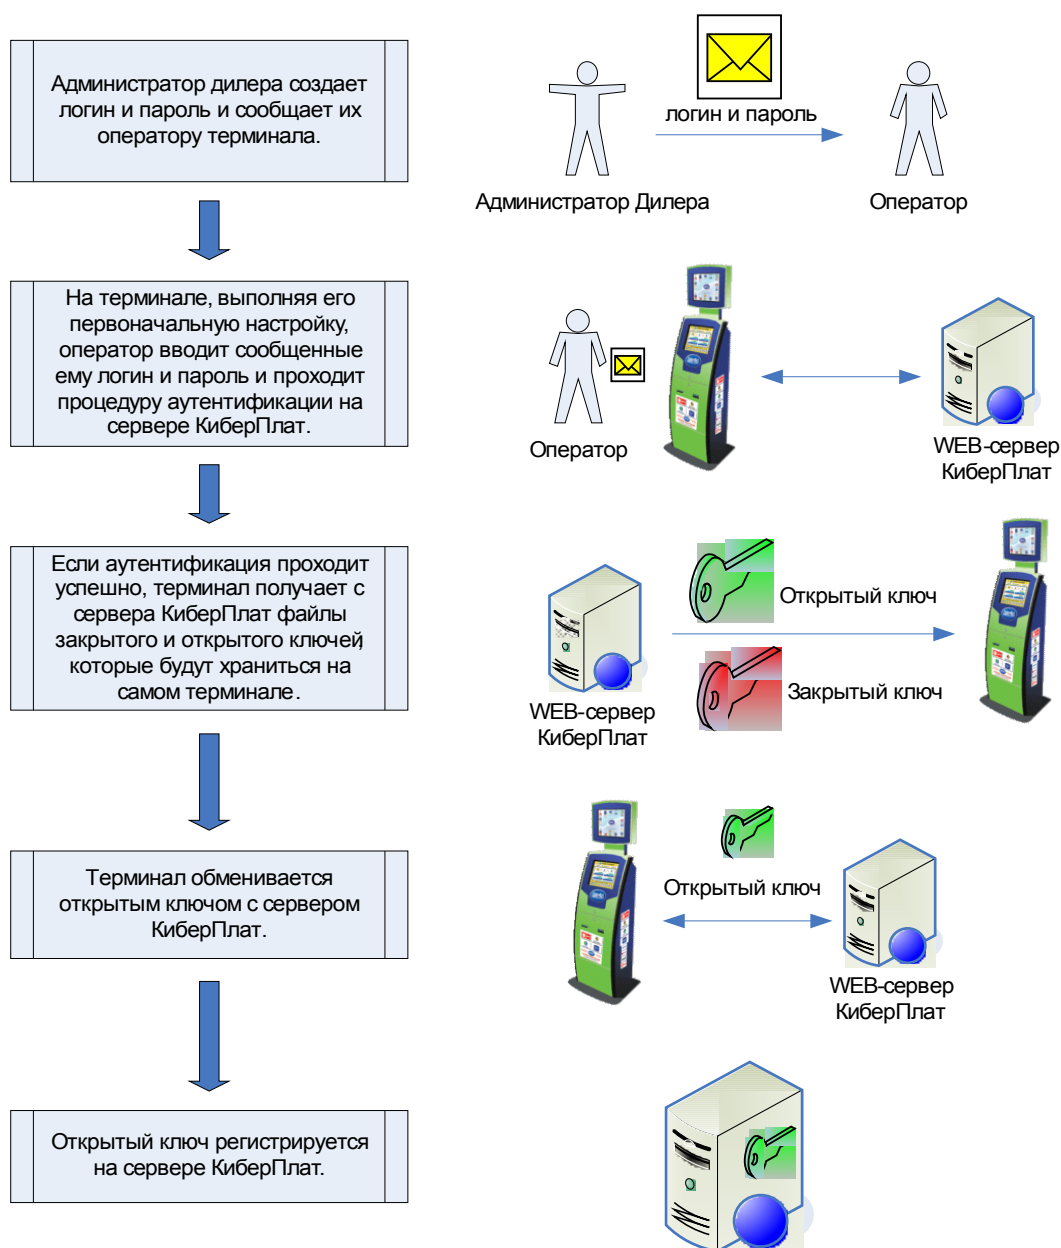 Администратор дилера создает
логин и пароль и сообщает их
оператору терминала.
логин и пароль
Администратор Дилера
Оператор
На терминале, выполняя его
первоначальную настройку,
оператор вводит сообщенные
ему логин и пароль и проходит
процедуру аутентификации на
сервере КиберПлат.
Оператор
WEB-сервер
КиберПлат
Если аутентификация проходит
успешно, терминал получает с
сервера КиберПлат файлы
закрытого и открытого ключей,
которые будут храниться на
самом терминале.
Открытый ключ
Закрытый ключ
WEB-сервер
КиберПлат
Терминал обменивается
открытым ключом с сервером
КиберПлат.
Открытый ключ
WEB-сервер
КиберПлат
Открытый ключ регистрируется
на сервере КиберПлат.